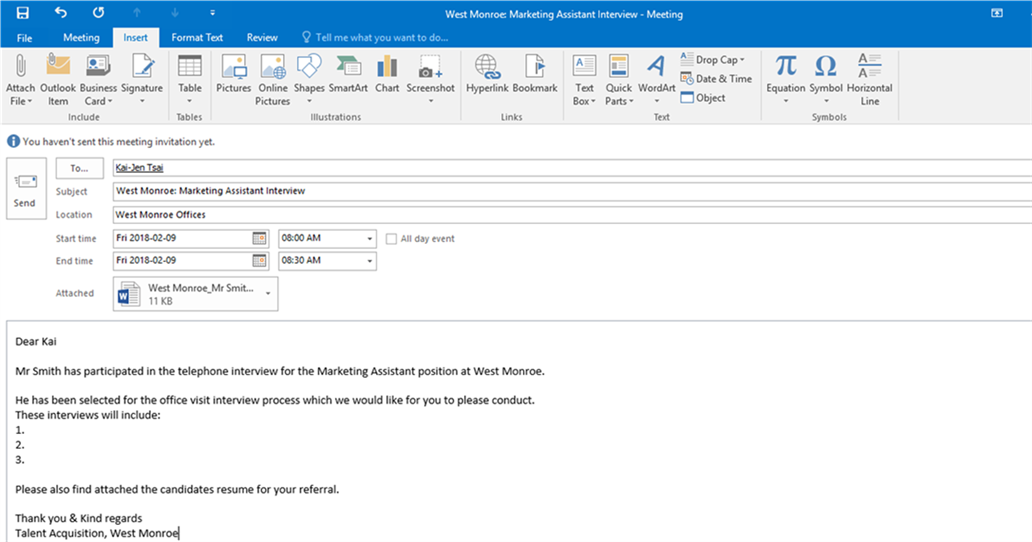 West Monroe: Marketing Assistant Interview - Meeting
File Meeting Insert Format Text Review Tell me what you want to do...
Attach File Outlook Item Business Card Signature Table Pictures Online Pictures Shapes SmartArt Chart Screenshot Hyperlink Bookmark Text Box Quick Parts WordArt Drop Cap Equation Symbol Horizontal Line
Date & Time
Object
Include Tables Illustrations Links Text Symbols
You haven't sent this meeting invitation yet.
Send
To... Kai-Jen Tsai
Subject West Monroe: Marketing Assistant Interview
Location West Monroe Offices
Start time Fri 2018-02-09 08:00 AM All day event
End time Fri 2018-02-09 08:30 AM
Attached West Monroe_Mr Smit...
11 KB
Dear Kai
Mr Smith has participated in the telephone interview for the Marketing Assistant position at West Monroe.
He has been selected for the office visit interview process which we would like for you to please conduct.
These interviews will include:
1.
2.
3.
Please also find attached the candidates resume for your referral.
Thank you & Kind regards
Talent Acquisition, West Monroe